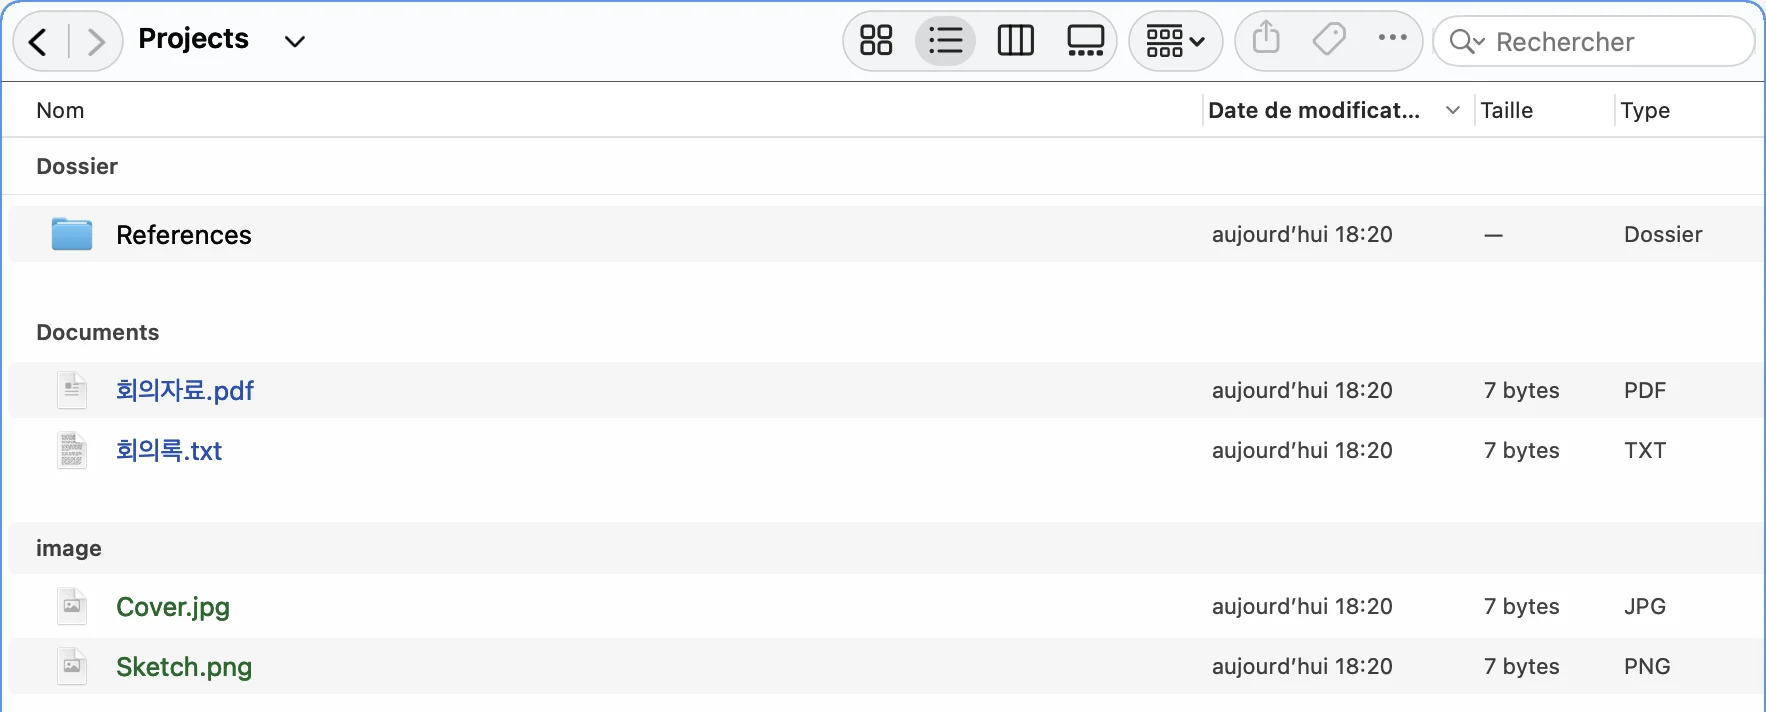 Projects
Rechercher
Nom Date de modificat... Taille Type
Dossier
References aujourd’hui 18:20 — Dossier
Documents
회의자료.pdf aujourd’hui 18:20 7 bytes PDF
회의록.txt aujourd’hui 18:20 7 bytes TXT
image
Cover.jpg aujourd’hui 18:20 7 bytes JPG
Sketch.png aujourd’hui 18:20 7 bytes PNG